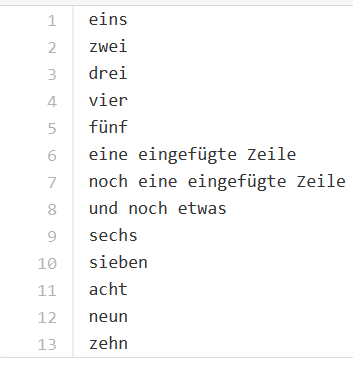 1 eins
2 zwei
3 drei
4 vier
5 fünf
6 eine eingefügte Zeile
7 noch eine eingefügte Zeile
8 und noch etwas
9 sechs
10 sieben
11 acht
12 neun
13 zehn